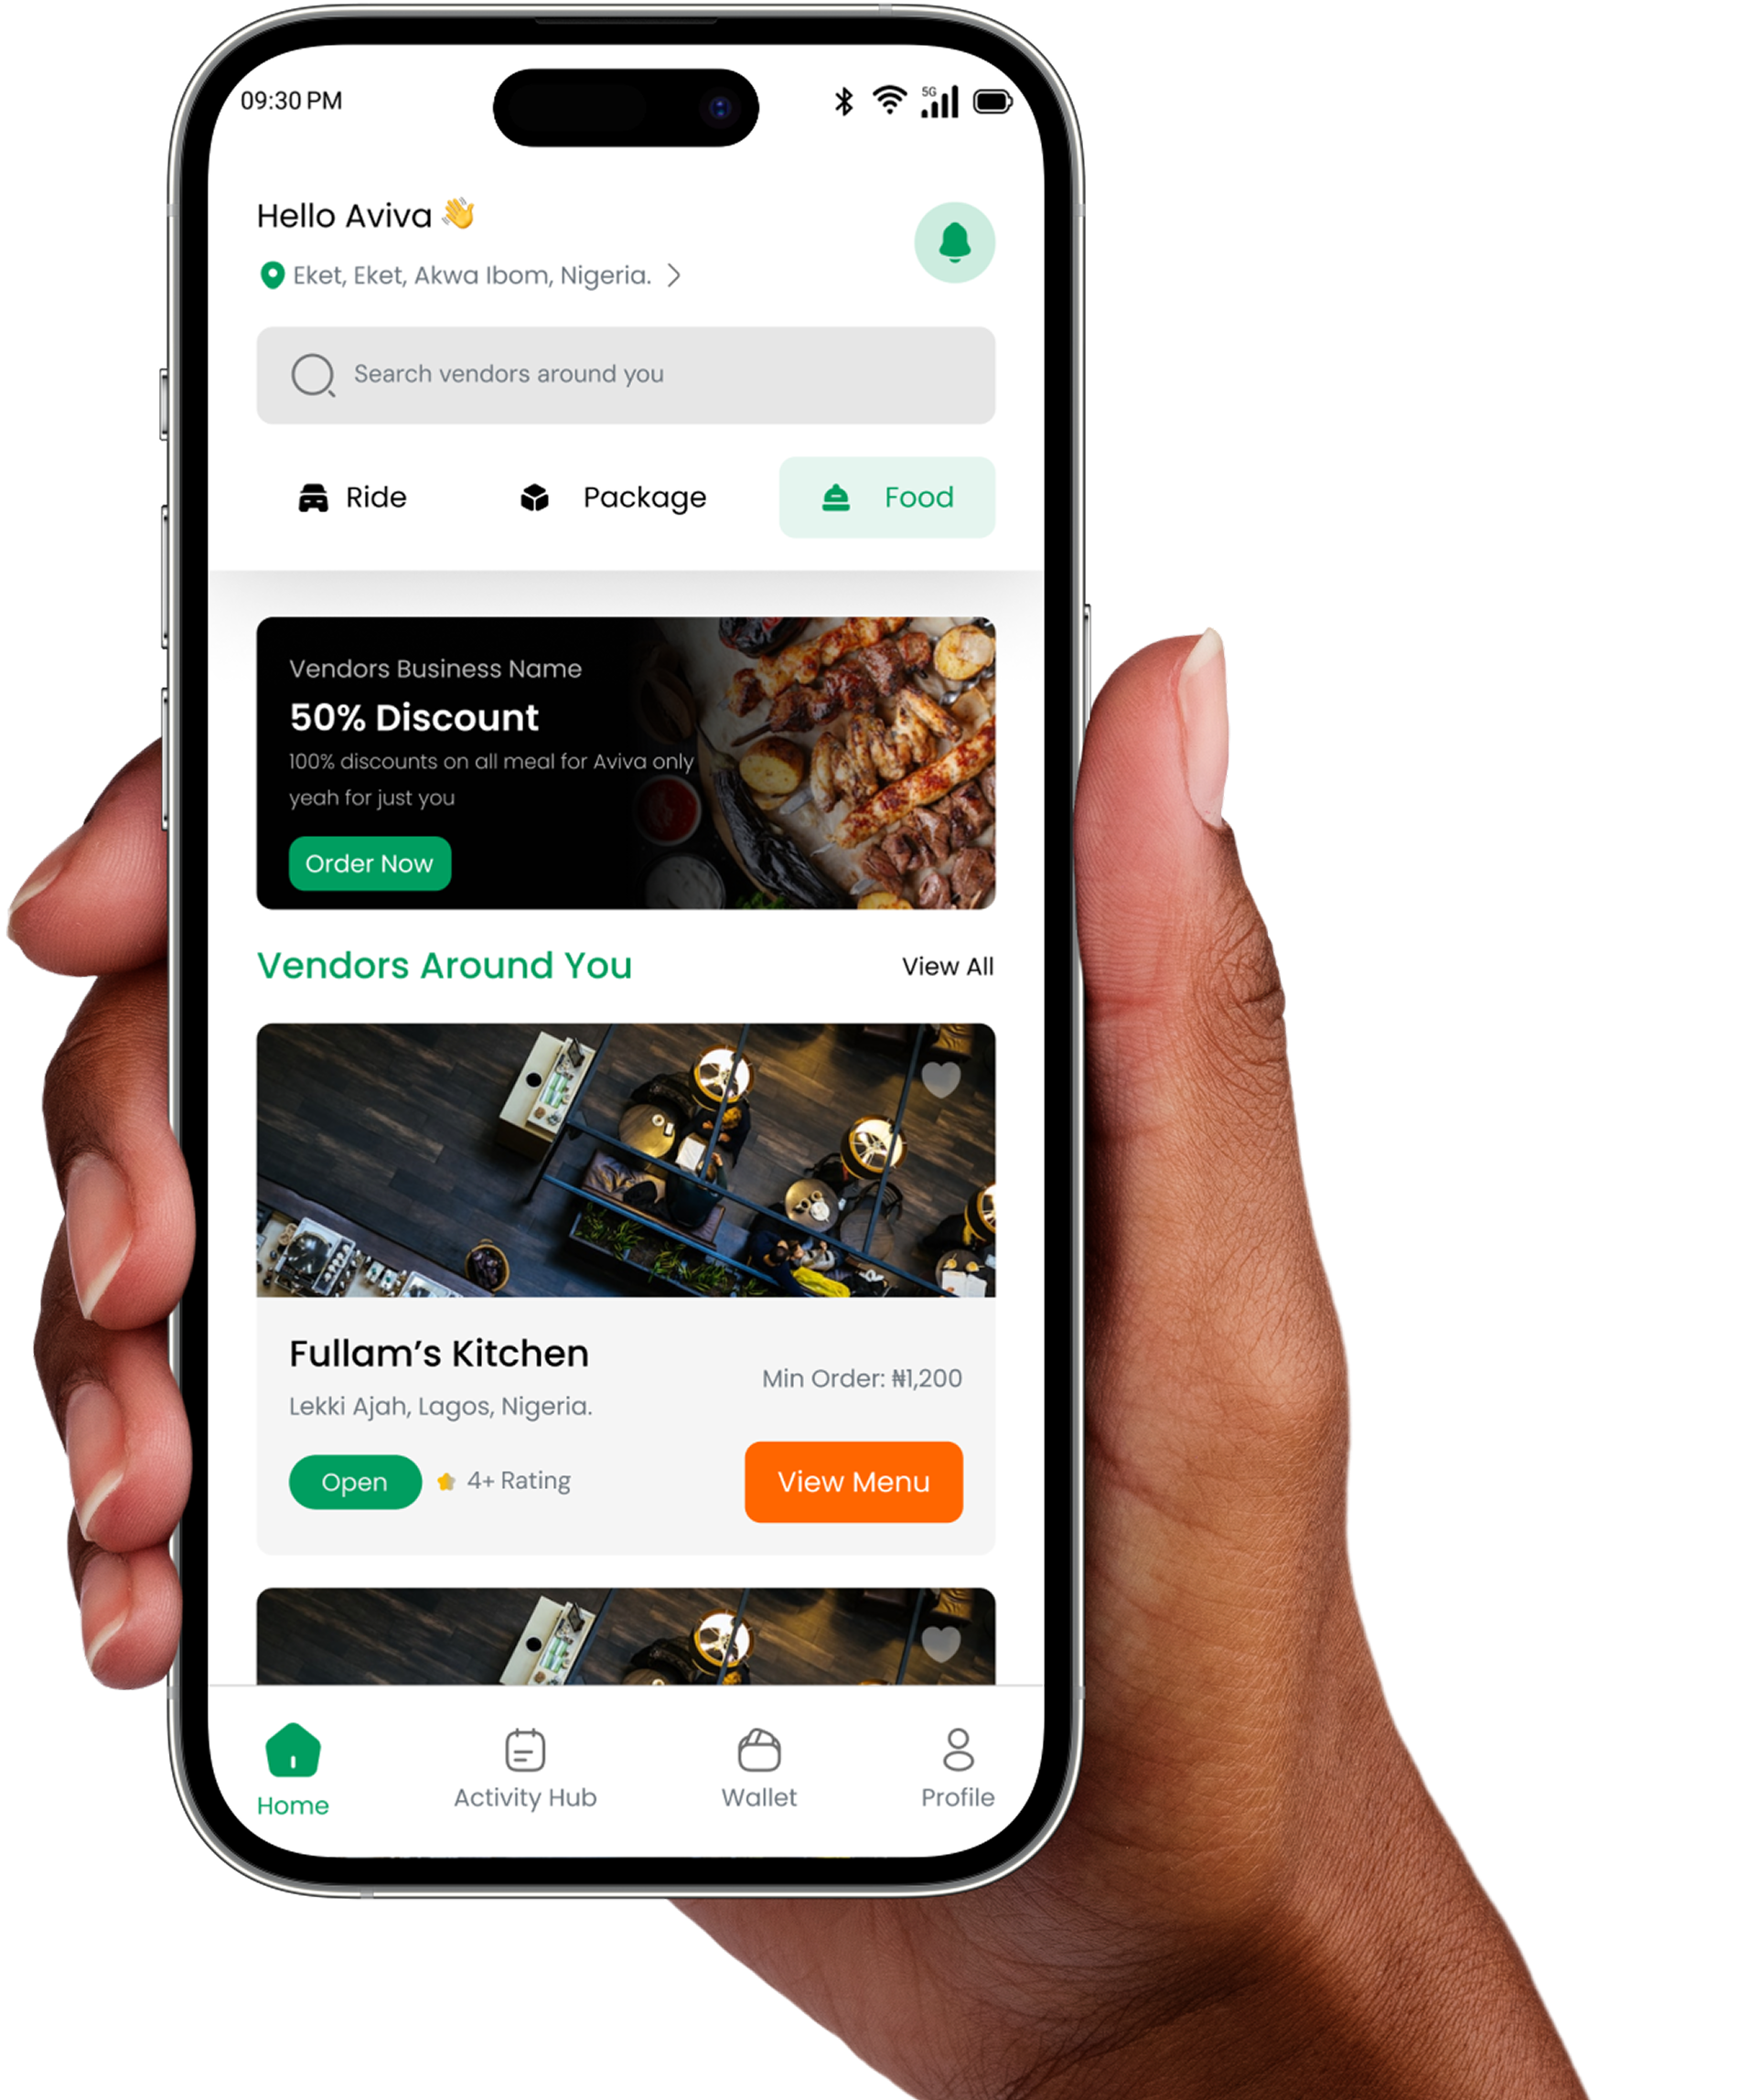 09:30 PM
5G
Hello Aviva 👋
Eket, Eket, Akwa Ibom, Nigeria.
Search vendors around you
Ride
Package
Food
Vendors Business Name
50% Discount
100% discounts on all meal for Aviva only
yeah for just you
Order Now
Vendors Around You
View All
Fullam’s Kitchen
Min Order: ₦1,200
Lekki Ajah, Lagos, Nigeria.
Open
4+ Rating
View Menu
Home
Activity Hub
Wallet
Profile